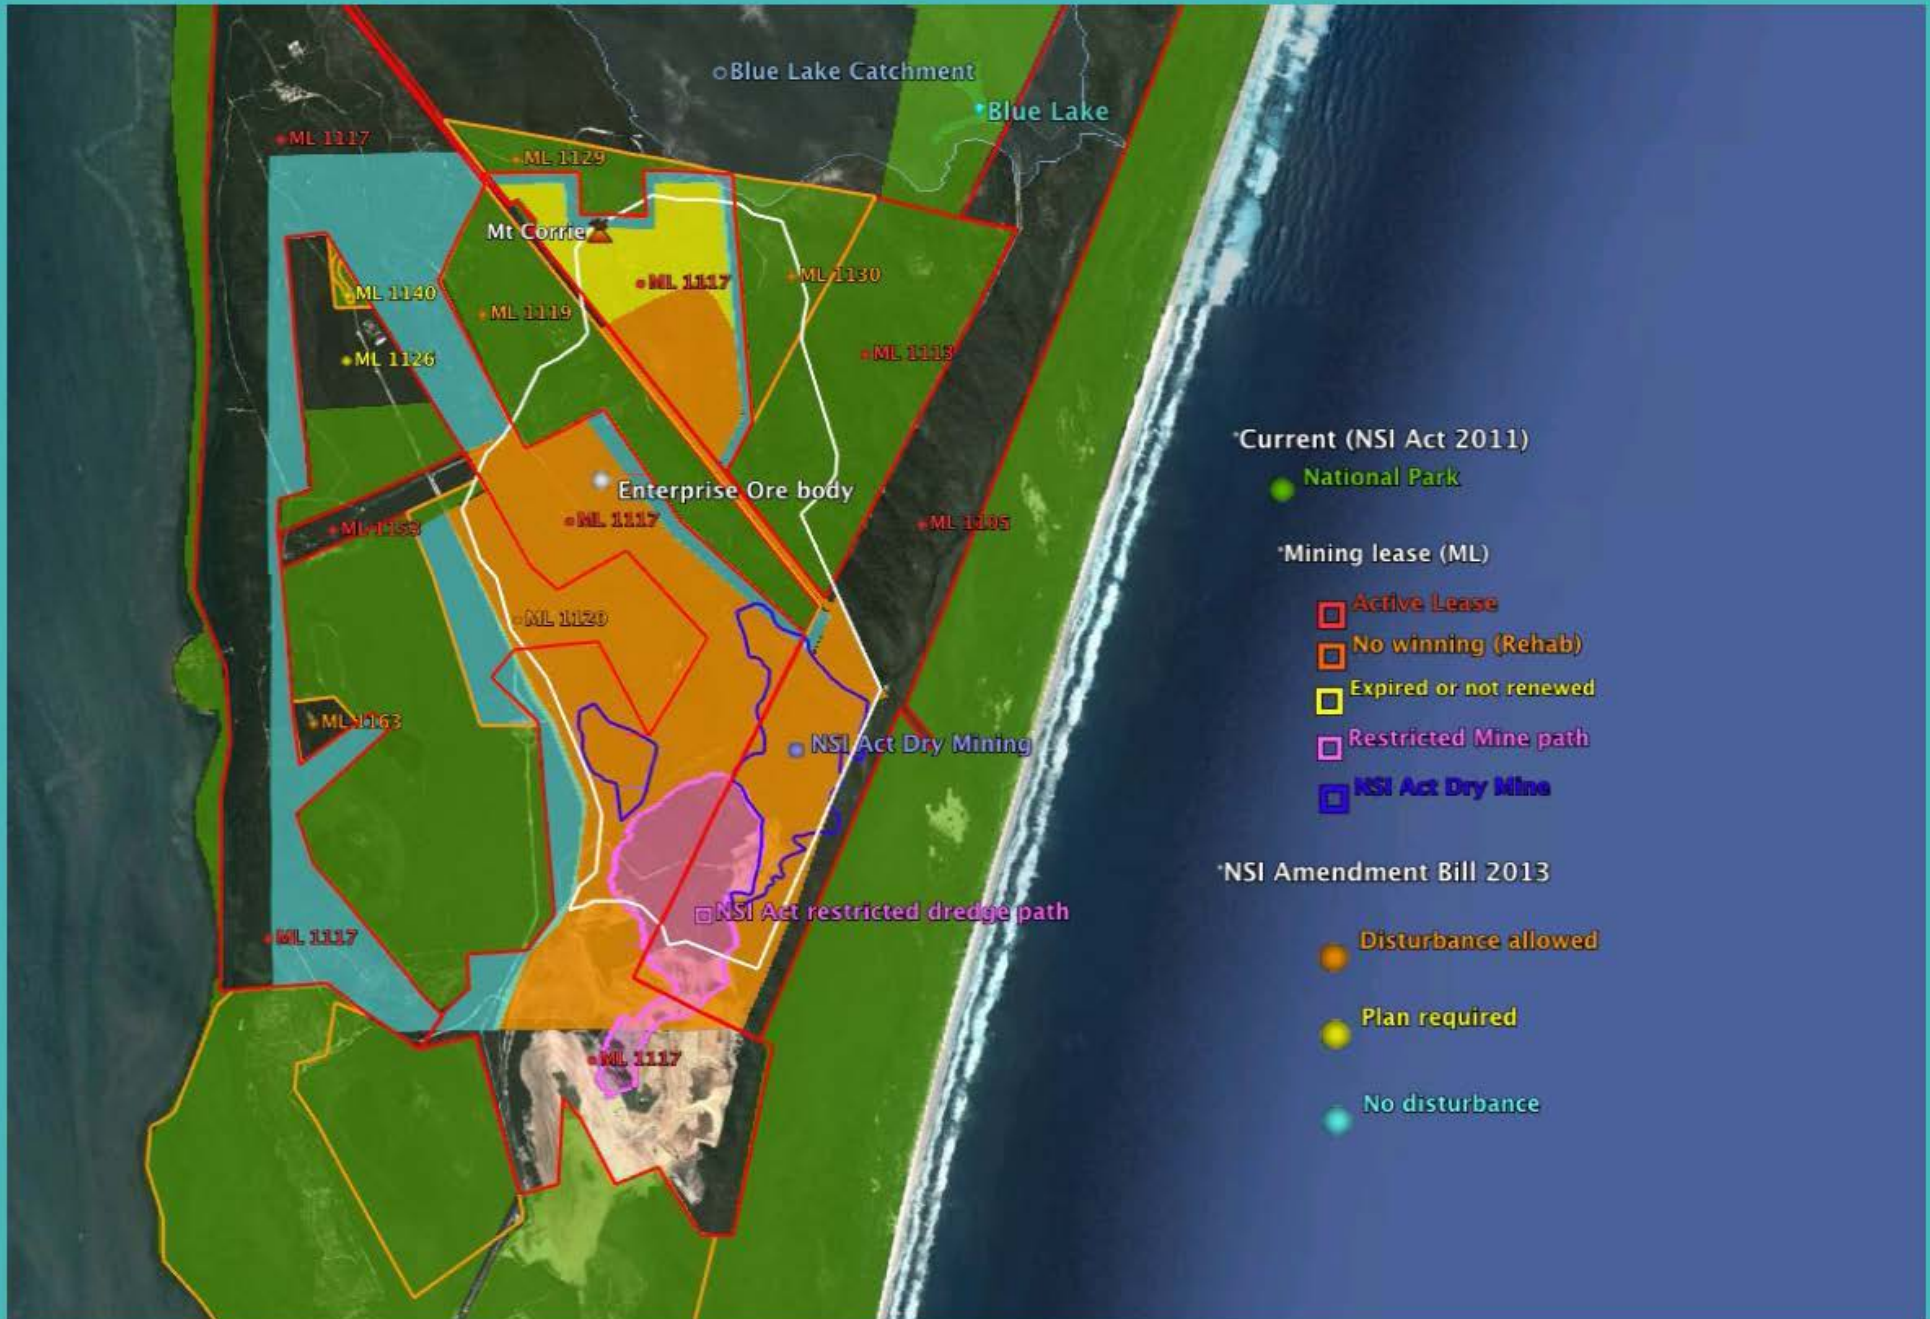 Blue Lake Catchment
Blue Lake
ML 1117
ML 1129
Mt Corrie
ML 1117
ML 1130
ML 1140
ML 1119
ML 1113
ML 1126
Enterprise Ore body
ML 1117
ML 1105
ML 1153
ML 1120
ML 1163
NSI Act Dry Mining
NSI Act restricted dredge path
ML 1117
ML 1117
Current (NSI Act 2011)
National Park
Mining lease (ML)
Active Lease
No winning (Rehab)
Expired or not renewed
Restricted Mine path
NSI Act Dry Mine
NSI Amendment Bill 2013
Disturbance allowed
Plan required
No disturbance